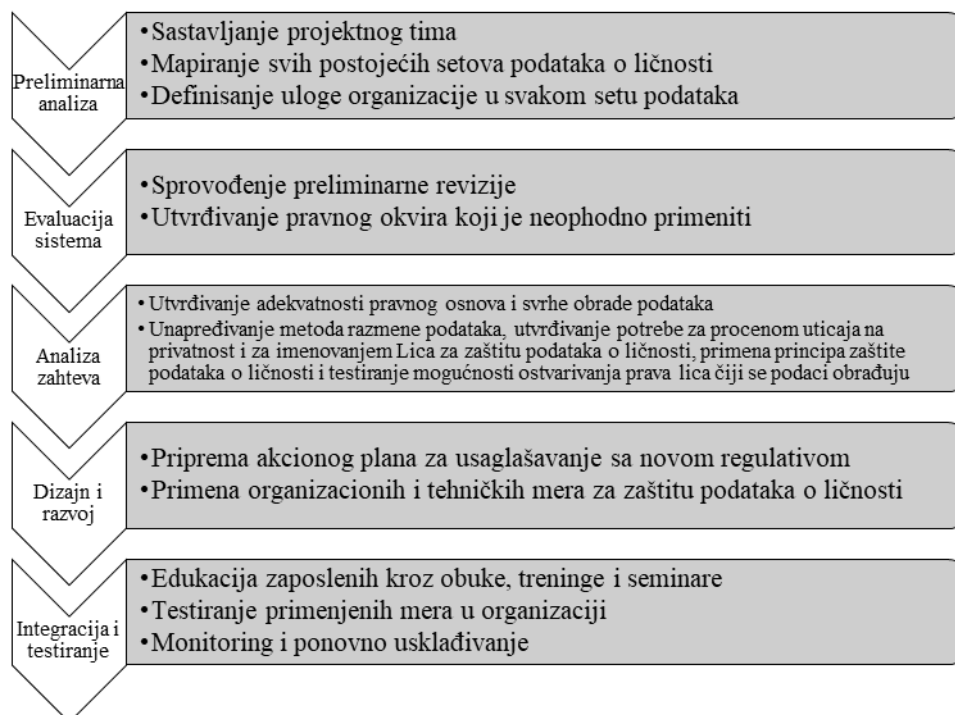 Preliminarna
analiza
•Sastavljanje projektnog tima
•Mapiranje svih postojećih setova podataka o ličnosti
•Definisanje uloge organizacije u svakom setu podataka
Evaluacija
sistema
•Sprovođenje preliminarne revizije
•Utvrđivanje pravnog okvira koji je neophodno primeniti
Analiza
zahteva
•Utvrđivanje adekvatnosti pravnog osnova i svrhe obrade podataka
•Unapređivanje metoda razmene podataka, utvrđivanje potrebe za procenom uticaja na
privatnost i za imenovanjem Lica za zaštitu podataka o ličnosti, primena principa zaštite
podataka o ličnosti i testiranje mogućnosti ostvarivanja prava lica čiji se podaci obrađuju
Dizajn i
razvoj
•Priprema akcionog plana za usaglašavanje sa novom regulativom
•Primena organizacionih i tehničkih mera za zaštitu podataka o ličnosti
Integracija i
testiranje
•Edukacija zaposlenih kroz obuke, treninge i seminare
•Testiranje primenjenih mera u organizaciji
•Monitoring i ponovno usklađivanje